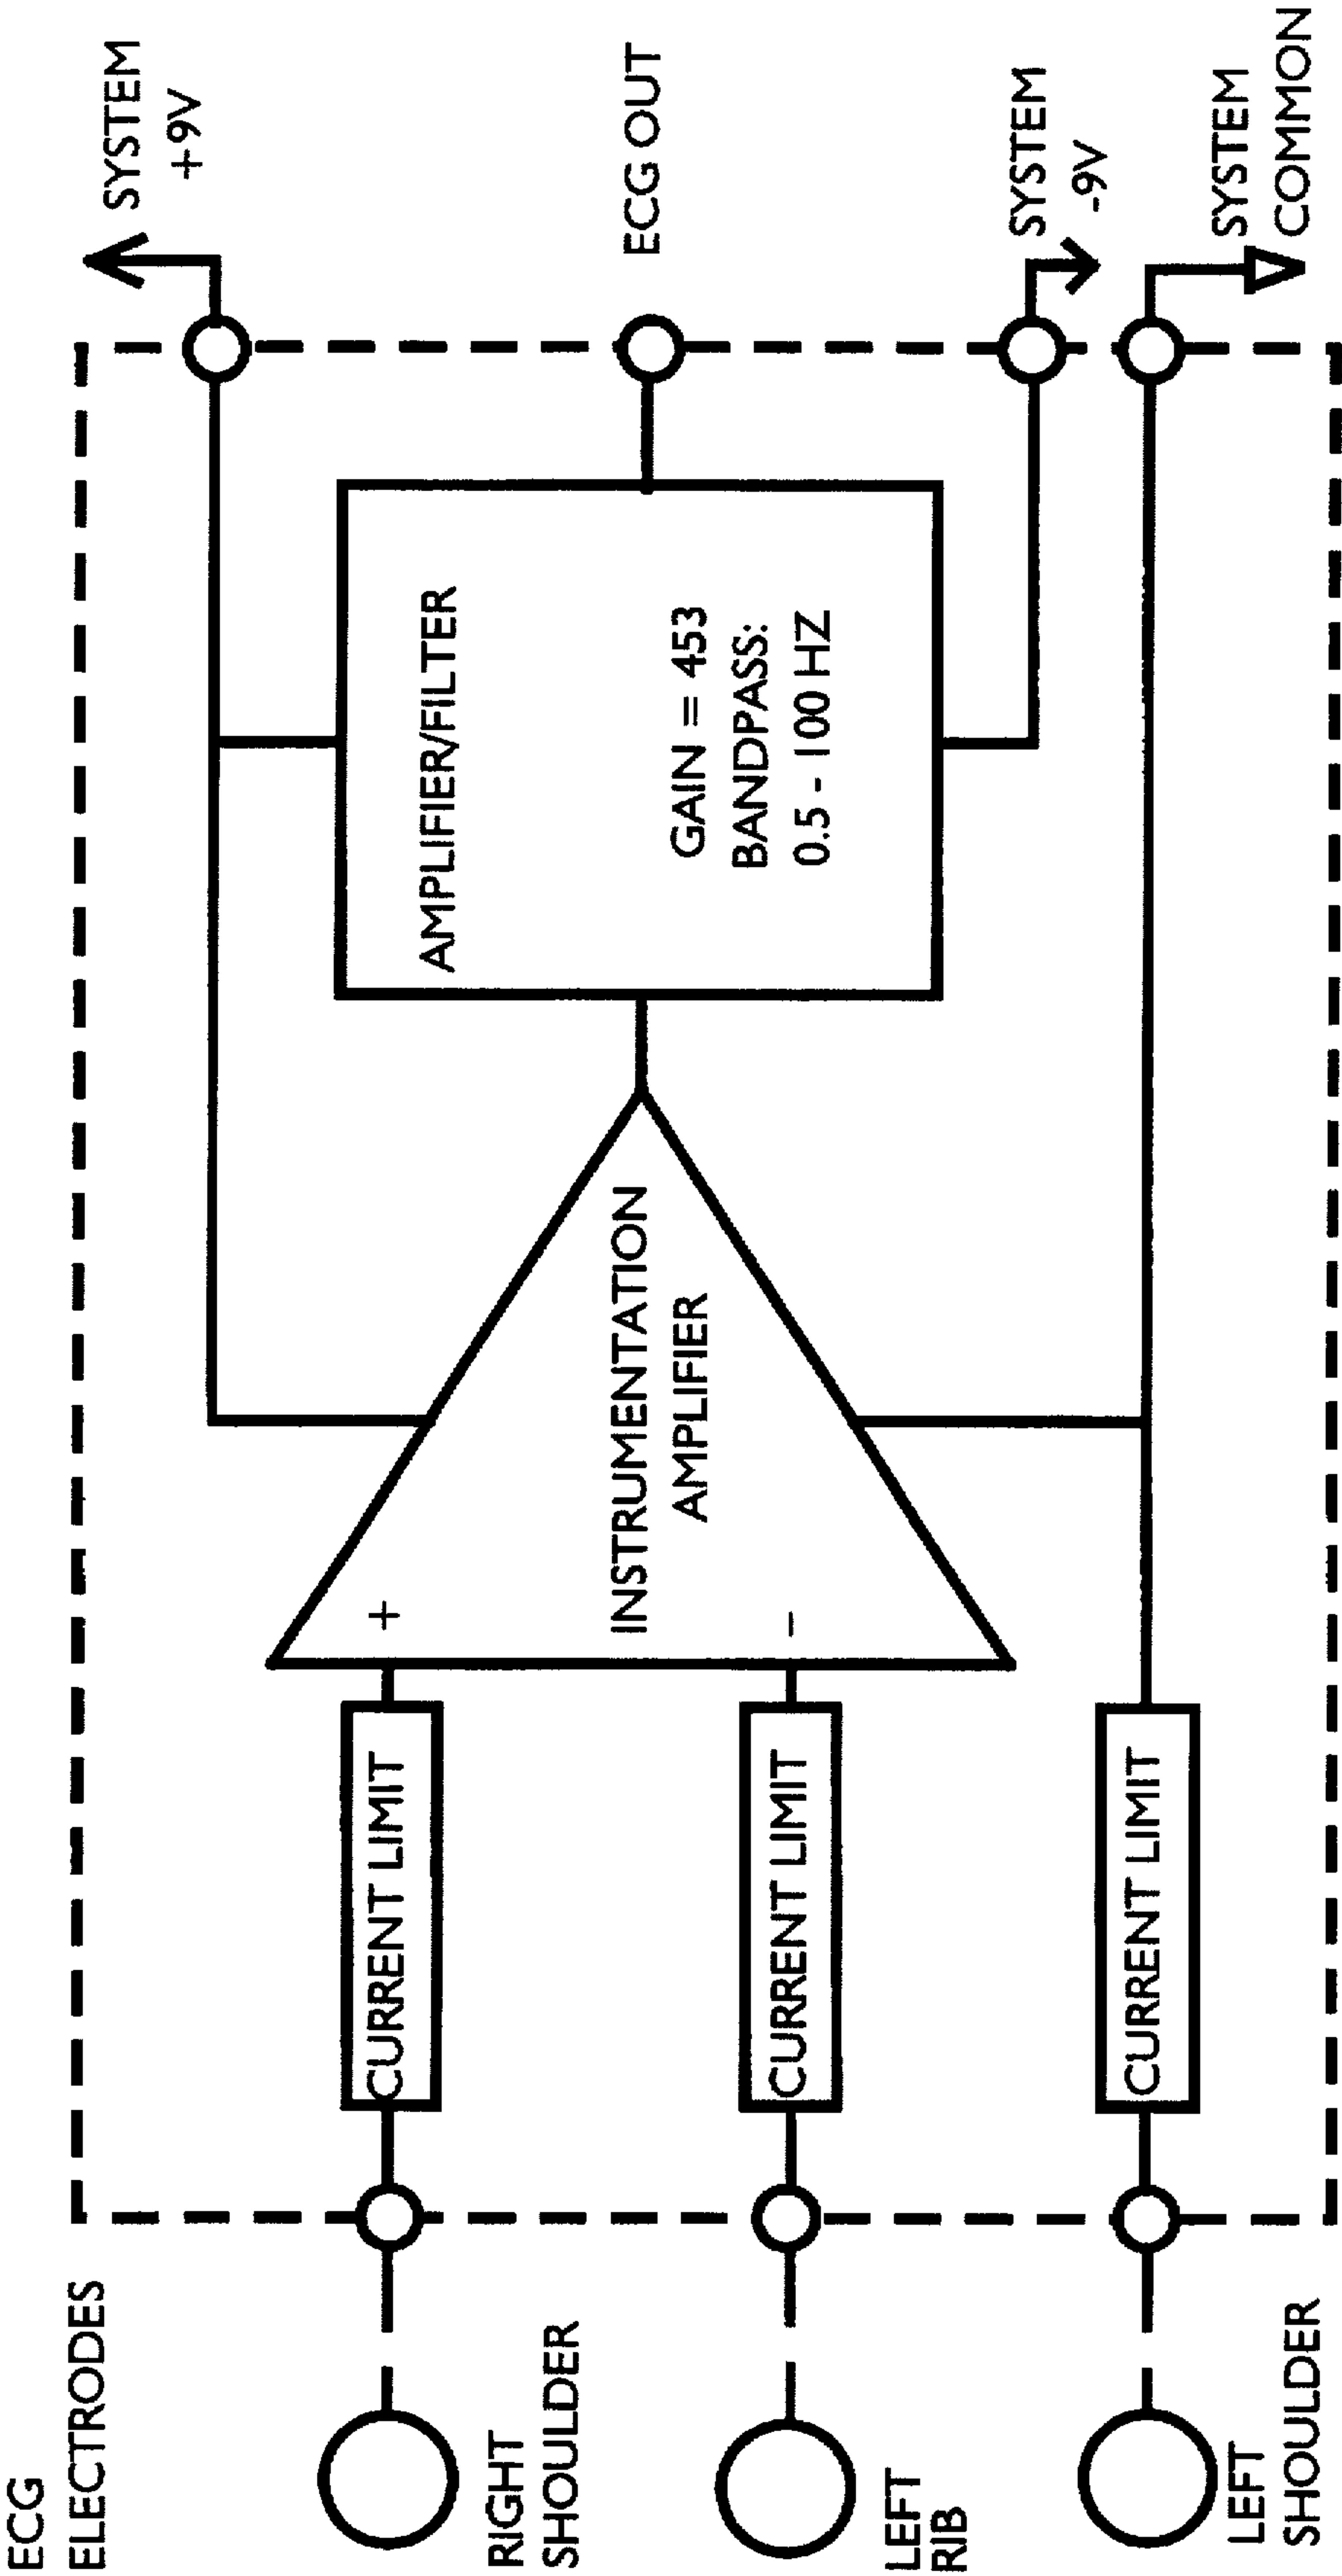 ECG
ELECTRODES
RIGHT
SHOULDER
LEFT
RIB
LEFT
SHOULDER
CURRENT LIMIT
CURRENT LIMIT
CURRENT LIMIT
+
-
INSTRUMENTATION
AMPLIFIER
AMPLIFIER/FILTER
GAIN = 453
BANDPASS:
0.5 - 100 HZ
SYSTEM
+9V
ECG OUT
SYSTEM
-9V
SYSTEM
COMMON